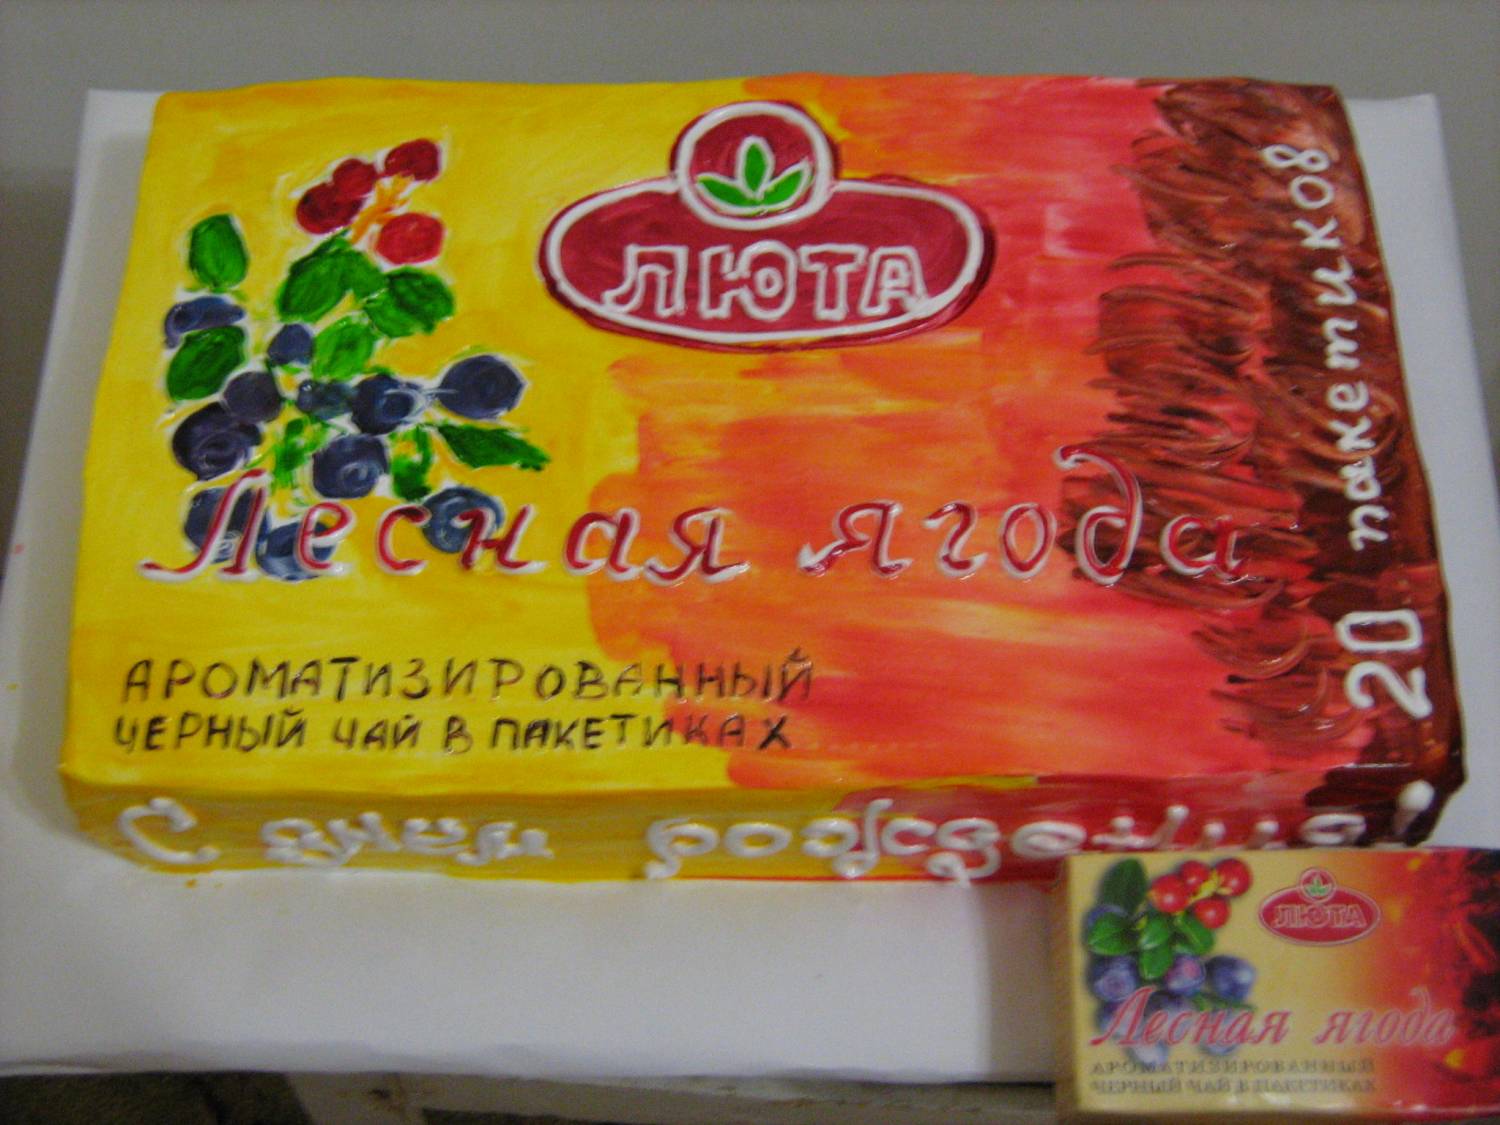 ЛЮТА
Лесная ягода
АРОМАТИЗИРОВАННЫЙ
ЧЕРНЫЙ ЧАЙ В ПАКЕТИКАХ
20 пакетиков
С днем рождения!
ЛЮТА
Лесная ягода
АРОМАТИЗИРОВАННЫЙ
ЧЕРНЫЙ ЧАЙ В ПАКЕТИКАХ